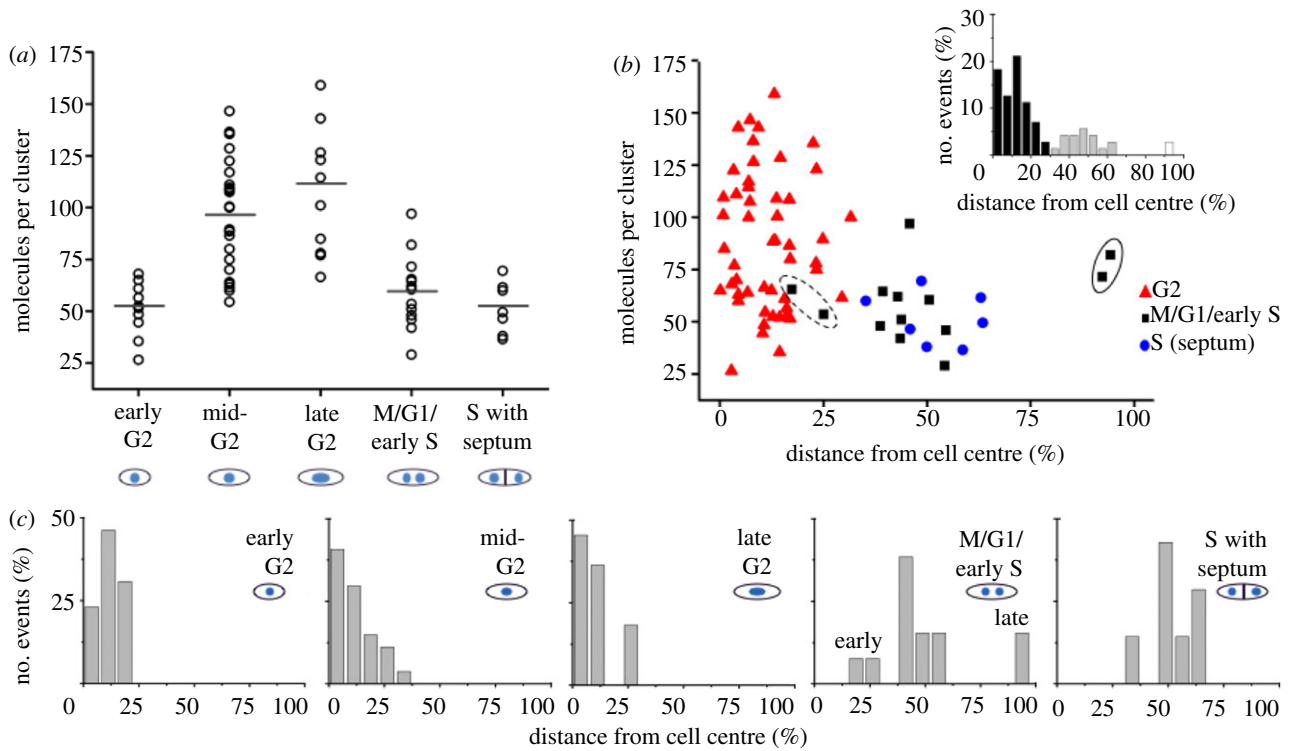 (a)
175
150
125
100
75
50
25
molecules per cluster
early
G2
mid-
G2
late
G2
M/G1/
early S
S with
septum
(b)
175
150
125
100
75
50
25
molecules per cluster
0 25 50 75 100
distance from cell centre (%)
30
20
10
0
no. events (%)
0 20 40 60 80 100
distance from cell centre (%)
G2
M/G1/early S
S (septum)
(c)
50
25
no. events (%)
early
G2
0 25 50 75 100
mid-
G2
0 25 50 75 100
late
G2
0 25 50 75 100
M/G1/
early S
early
late
0 25 50 75 100
S with
septum
0 25 50 75 100
distance from cell centre (%)